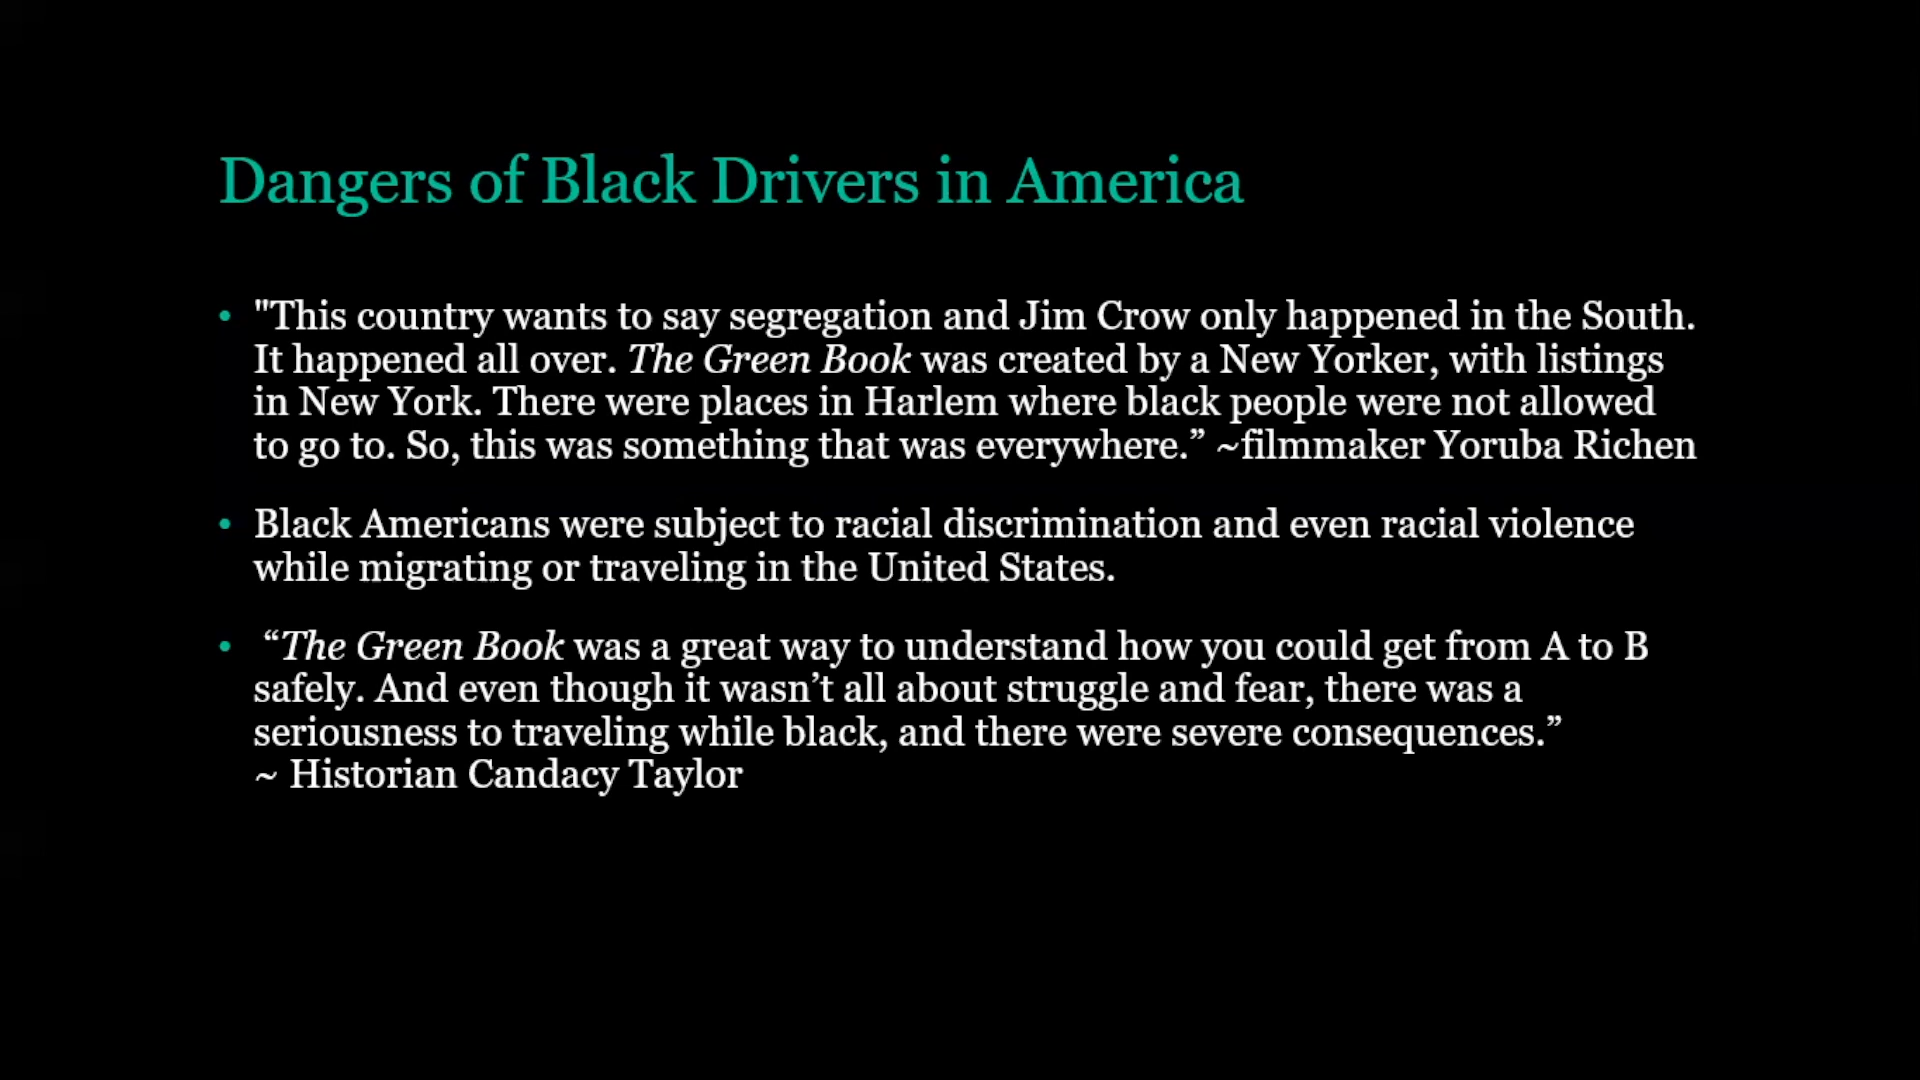 Dangers of Black Drivers in America
• "This country wants to say segregation and Jim Crow only happened in the South.
It happened all over. The Green Book was created by a New Yorker, with listings
in New York. There were places in Harlem where black people were not allowed
to go to. So, this was something that was everywhere.” ~filmmaker Yoruba Richen
• Black Americans were subject to racial discrimination and even racial violence
while migrating or traveling in the United States.
• “The Green Book was a great way to understand how you could get from A to B
safely. And even though it wasn’t all about struggle and fear, there was a
seriousness to traveling while black, and there were severe consequences.”
~ Historian Candacy Taylor